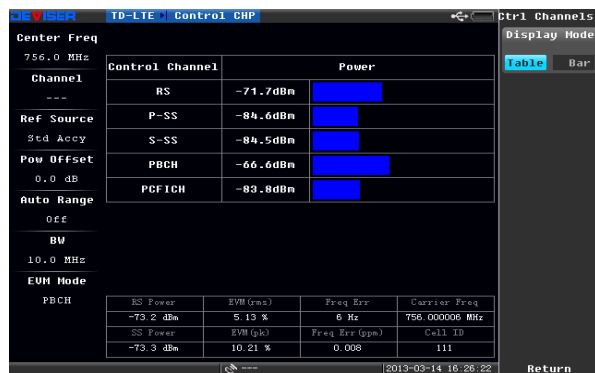 DEVISER TD-LTE Control CHP Ctrl Channels
Center Freq
756.0 MHz
Channel
---
Ref Source
Std Accy
Pow Offset
0.0 dB
Auto Range
Off
BW
10.0 MHz
EVM Mode
PBCH
Control Channel Power
RS -71.7dBm
P-SS -84.6dBm
S-SS -84.5dBm
PBCH -66.6dBm
PCFICH -83.8dBm
RS Power EVM(rms) Freq Err Carrier Freq
-73.2 dBm 5.13 % 6 Hz 756.000006 MHz
SS Power EVM(pk) Freq Err(ppm) Cell ID
-73.3 dBm 10.21 % 0.008 111
--- 2013-03-14 16:26:22
Display Mode
Table Bar
Return